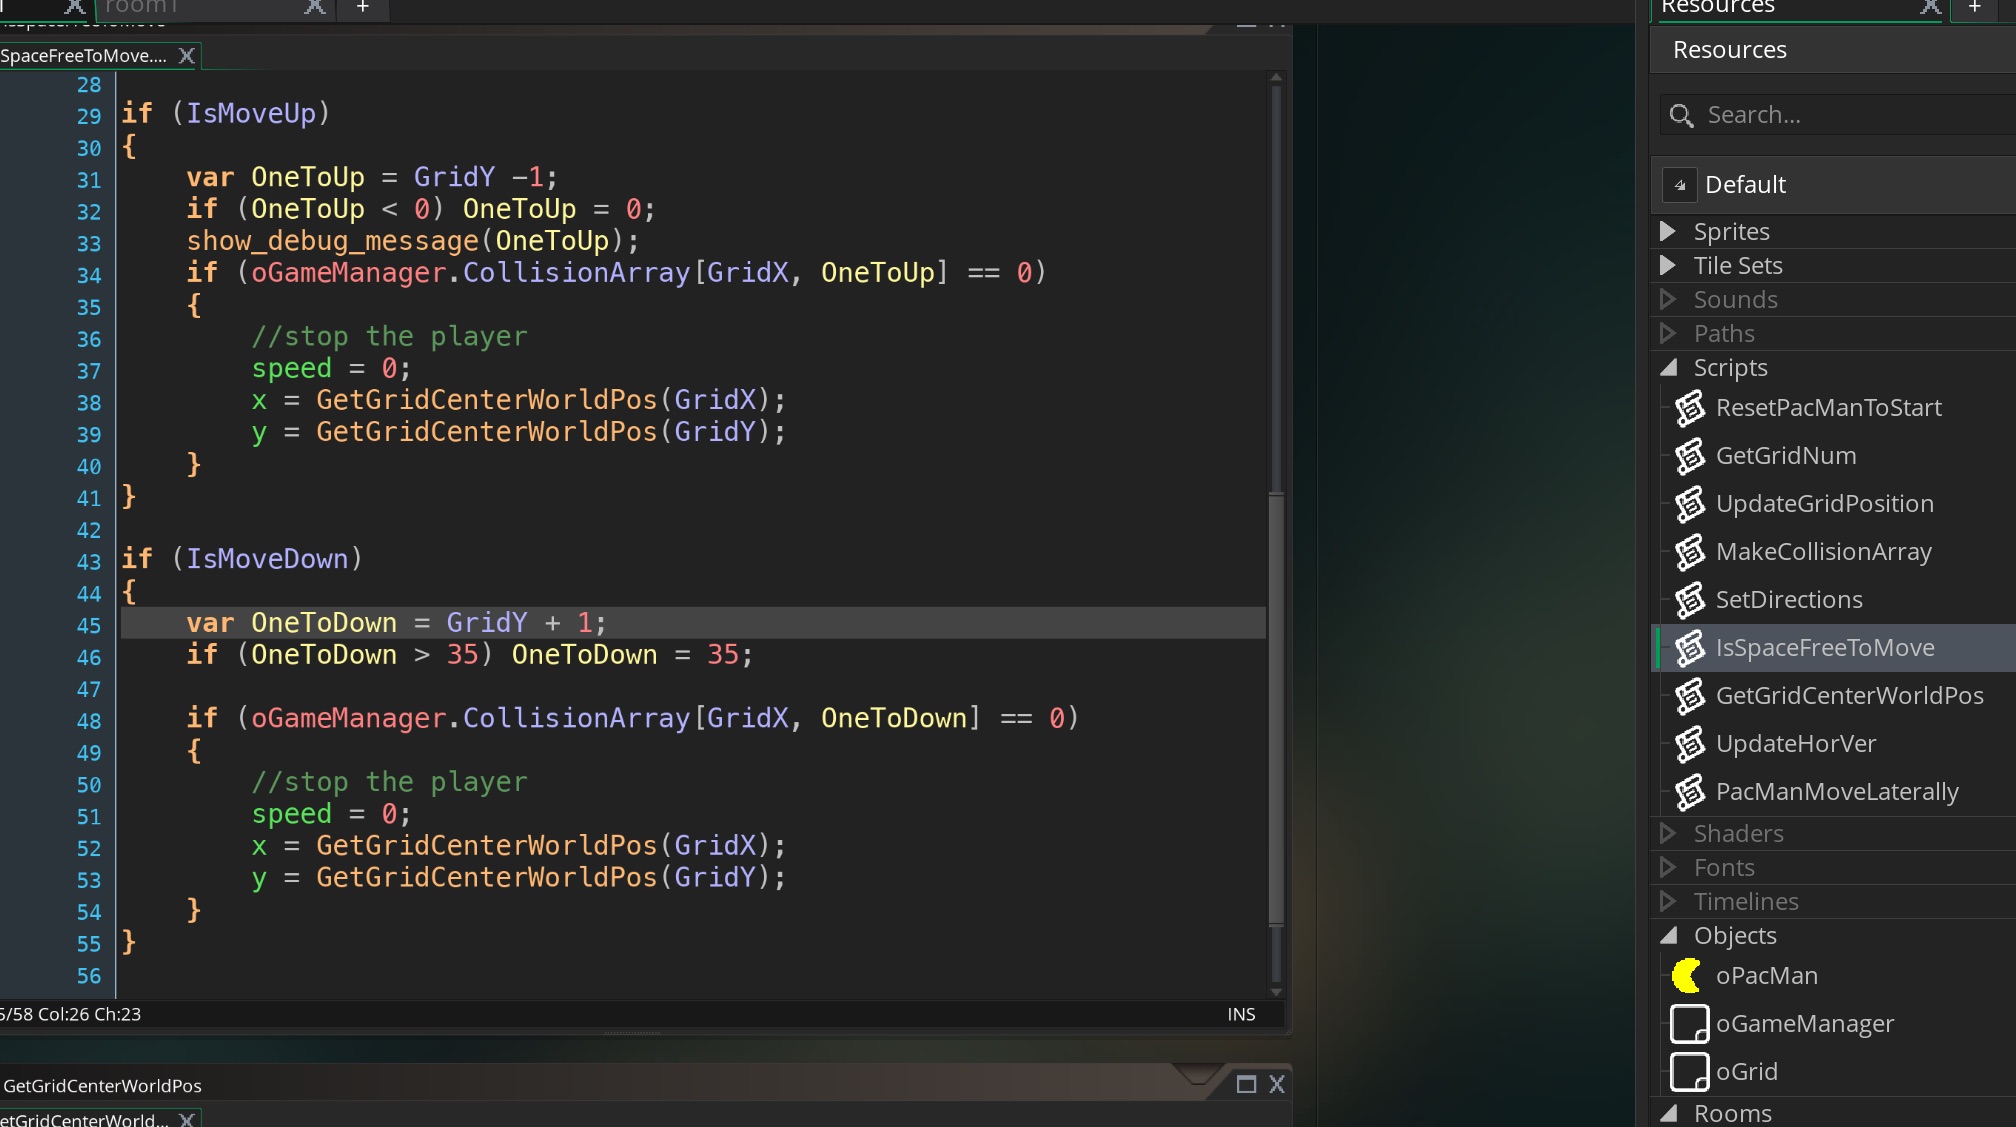 room1
+
SpaceFreeToMove....
28
29 if (IsMoveUp)
30 {
31 var OneToUp = GridY -1;
32 if (OneToUp < 0) OneToUp = 0;
33 show_debug_message(OneToUp);
34 if (oGameManager.CollisionArray[GridX, OneToUp] == 0)
35 {
36 //stop the player
37 speed = 0;
38 x = GetGridCenterWorldPos(GridX);
39 y = GetGridCenterWorldPos(GridY);
40 }
41 }
42
43 if (IsMoveDown)
44 {
45 var OneToDown = GridY + 1;
46 if (OneToDown > 35) OneToDown = 35;
47
48 if (oGameManager.CollisionArray[GridX, OneToDown] == 0)
49 {
50 //stop the player
51 speed = 0;
52 x = GetGridCenterWorldPos(GridX);
53 y = GetGridCenterWorldPos(GridY);
54 }
55 }
56
5/58 Col:26 Ch:23
INS
GetGridCenterWorldPos
etGridCenterWorld...
Resources
+
Resources
Search...
Default
Sprites
Tile Sets
Sounds
Paths
Scripts
ResetPacManToStart
GetGridNum
UpdateGridPosition
MakeCollisionArray
SetDirections
IsSpaceFreeToMove
GetGridCenterWorldPos
UpdateHorVer
PacManMoveLaterally
Shaders
Fonts
Timelines
Objects
oPacMan
oGameManager
oGrid
Rooms